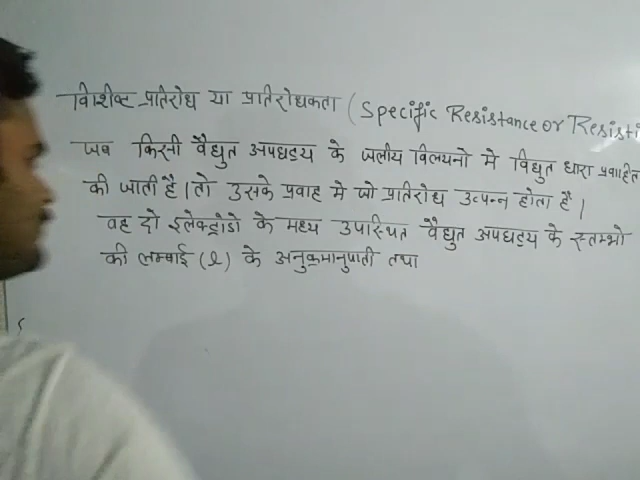 विशिष्ट प्रतिरोध या प्रतिरोधकता (Specific Resistance or Resisti
जब किसी वैद्युत अपघट्य के जलीय विलयनो मे विद्युत धारा प्रवाहित
की जाती है। तो उसके प्रवाह मे जो प्रतिरोध उत्पन्न होता है।
वह दो इलेक्ट्रोडो के मध्य उपस्थित वैद्युत अपघट्य के स्तम्भो
की लम्बाई (l) के अनुक्रमानुपाती तथा